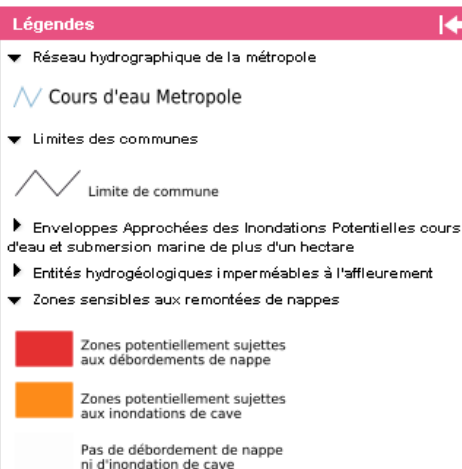 Légendes
Réseau hydrographique de la métropole
Cours d'eau Metropole
Limites des communes
Limite de commune
Enveloppes Approchées des Inondations Potentielles cours
d'eau et submersion marine de plus d'un hectare
Entités hydrogéologiques imperméables à l'affleurement
Zones sensibles aux remontées de nappes
Zones potentiellement sujettes
aux débordements de nappe
Zones potentiellement sujettes
aux inondations de cave
Pas de débordement de nappe
ni d'inondation de cave